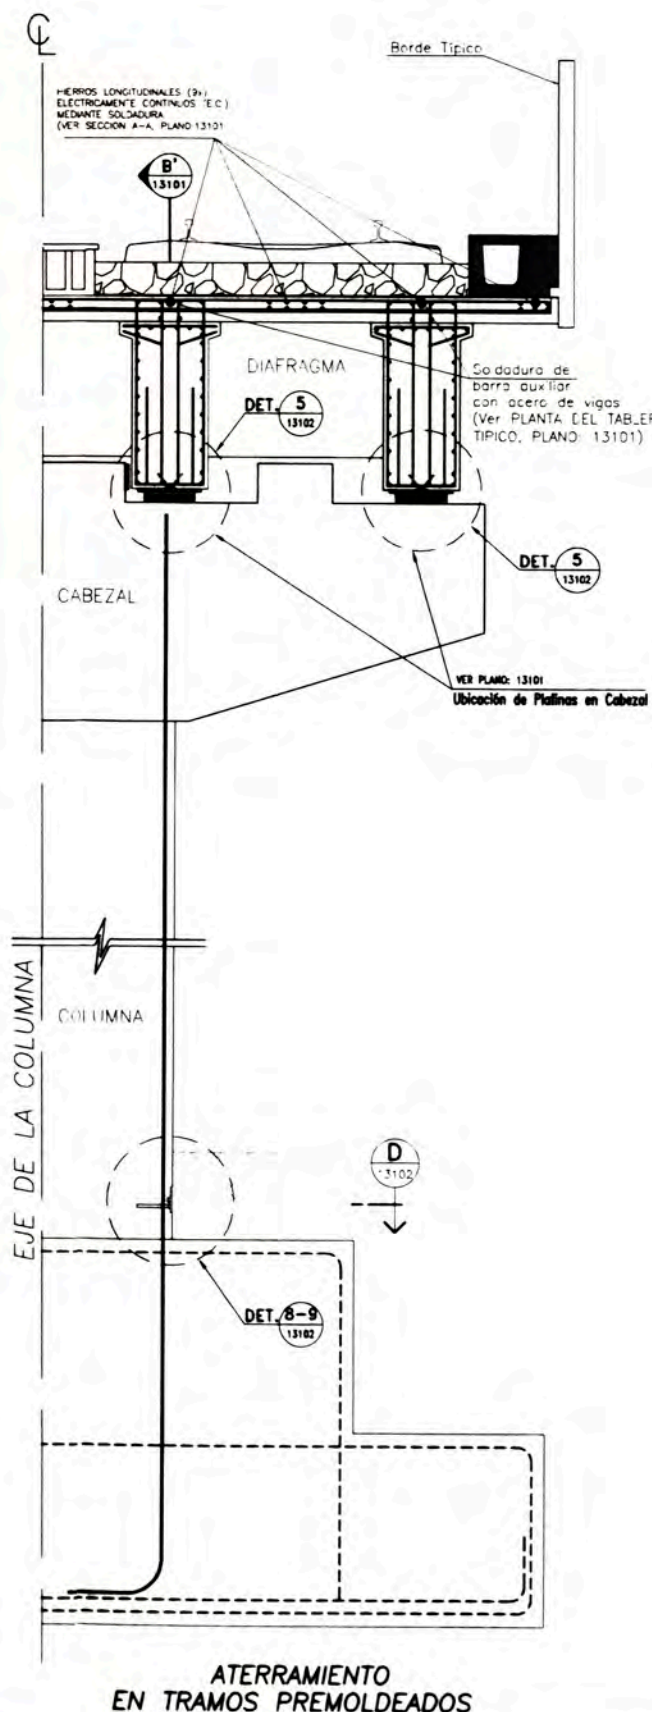 CL
Borde Tipico
HIERROS LONGITUDINALES (9x)
ELECTRICAMENTE CONTINUOS (E.C.)
MEDIANTE SOLDADURA
(VER SECCION A-A, PLANO 13101
B'
13101
DIAFRAGMA
Soldadura de
barra auxiliar
con acero de vigas
(Ver PLANTA DEL TABLER
TIPICO, PLANO: 13101)
DET. 5
13102
CABEZAL
DET. 5
13102
VER PLANO: 13101
Ubicación de Platinas en Cabezal
COLUMNA
EJE DE LA COLUMNA
D
13102
DET. 8-9
13102
ATERRAMIENTO
EN TRAMOS PREMOLDEADOS